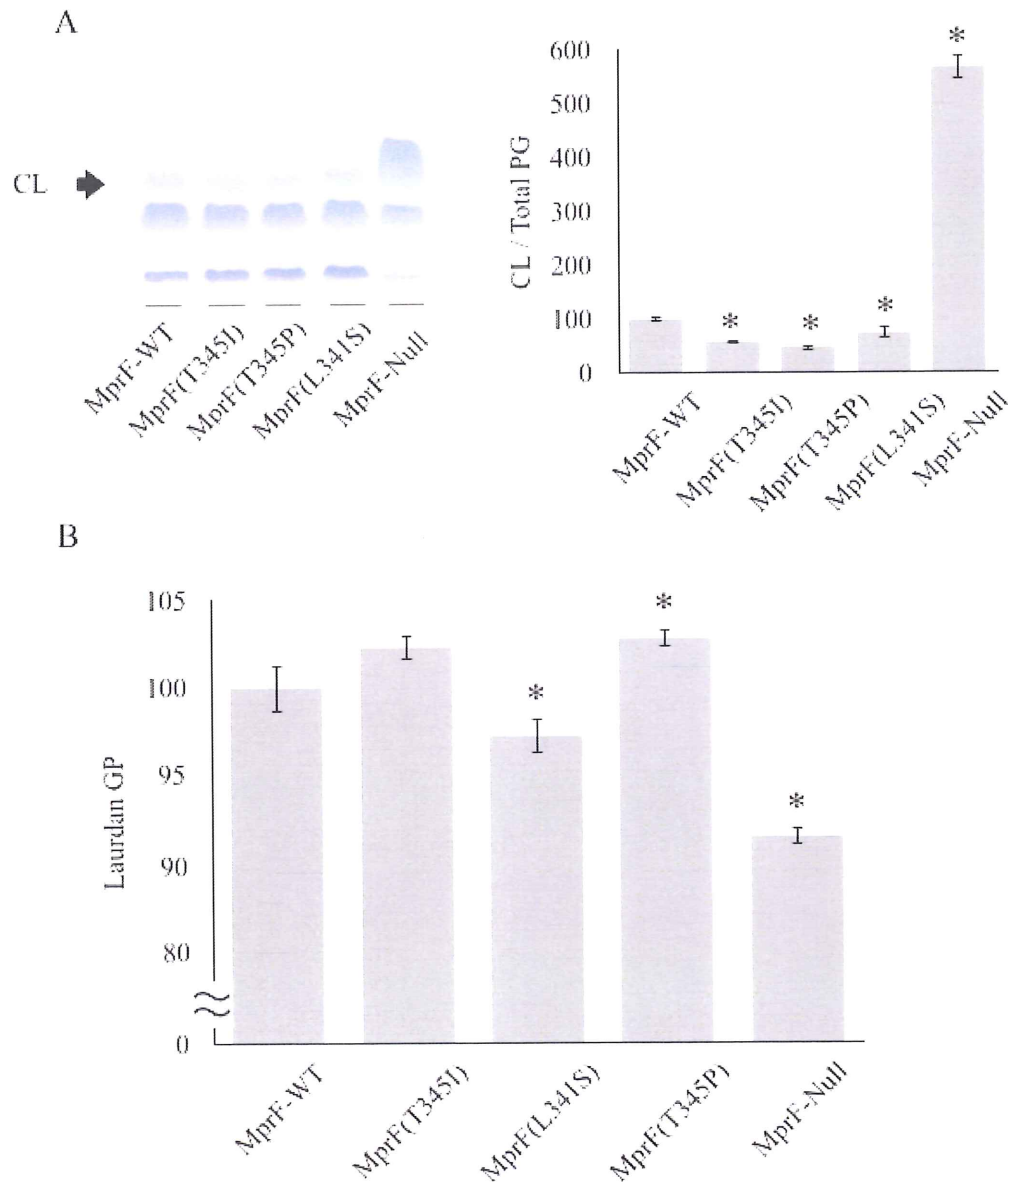 A
CL
MprF-WT
MprF(T345I)
MprF(T345P)
MprF(L341S)
MprF-Null
CL / Total PG
600
500
400
300
200
100
0
*
*
*
*
MprF-WT
MprF(T345I)
MprF(T345P)
MprF(L341S)
MprF-Null
B
Laurdan GP
105
100
95
90
80
0
*
*
*
MprF-WT
MprF(T345I)
MprF(L341S)
MprF(T345P)
MprF-Null